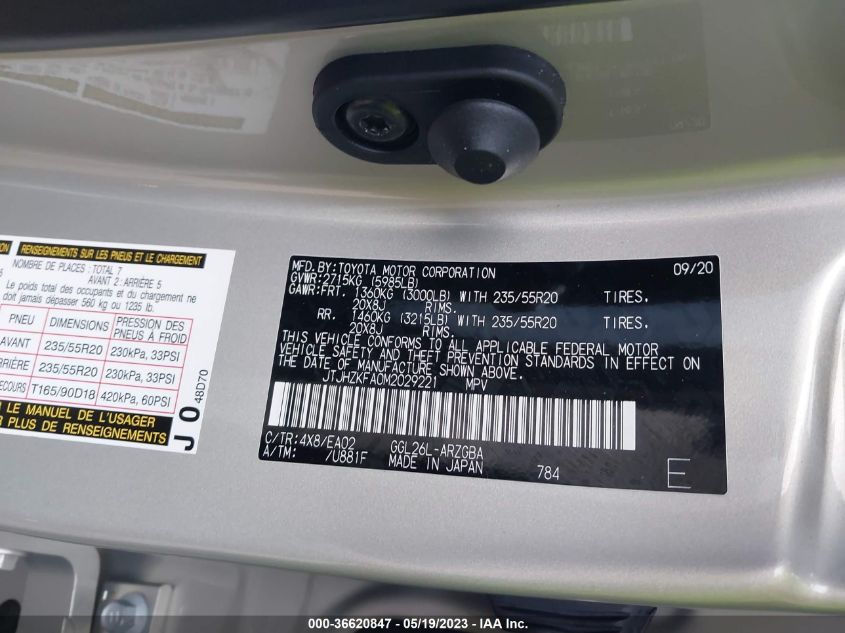 RENSEIGNEMENTS SUR LES PNEUS ET LE CHARGEMENT
NOMBRE DE PLACES : TOTAL 7
AVANT 2 : ARRIÈRE 5
Le poids total des occupants et du chargement ne
doit jamais dépasser 560 kg ou 1235 lb.
PNEU DIMENSIONS PRESSION DES PNEUS À FROID
AVANT 235/55R20 230kPa, 33PSI
235/55R20 230kPa, 33PSI
T165/90D18 420kPa, 60PSI
LE MANUEL DE L'USAGER
PLUS DE RENSEIGNEMENTS
J 0
48D70
MFD.BY:TOYOTA MOTOR CORPORATION 09/20
GVWR:2715KG (5985LB)
GAWR:FRT. 1360KG (3000LB) WITH 235/55R20 TIRES.
20X8J RIMS.
RR. 1460KG (3215LB) WITH 235/55R20 TIRES.
20X8J RIMS.
THIS VEHICLE CONFORMS TO ALL APPLICABLE FEDERAL MOTOR
VEHICLE SAFETY AND THEFT PREVENTION STANDARDS IN EFFECT ON
THE DATE OF MANUFACTURE SHOWN ABOVE.
JTJHZKFA0M2029221 MPV
C/TR:4X8/EA02 GGL26L-ARZGBA
A/TM: /U881F MADE IN JAPAN 784 E
000-36620847 - 05/19/2023 - IAA Inc.